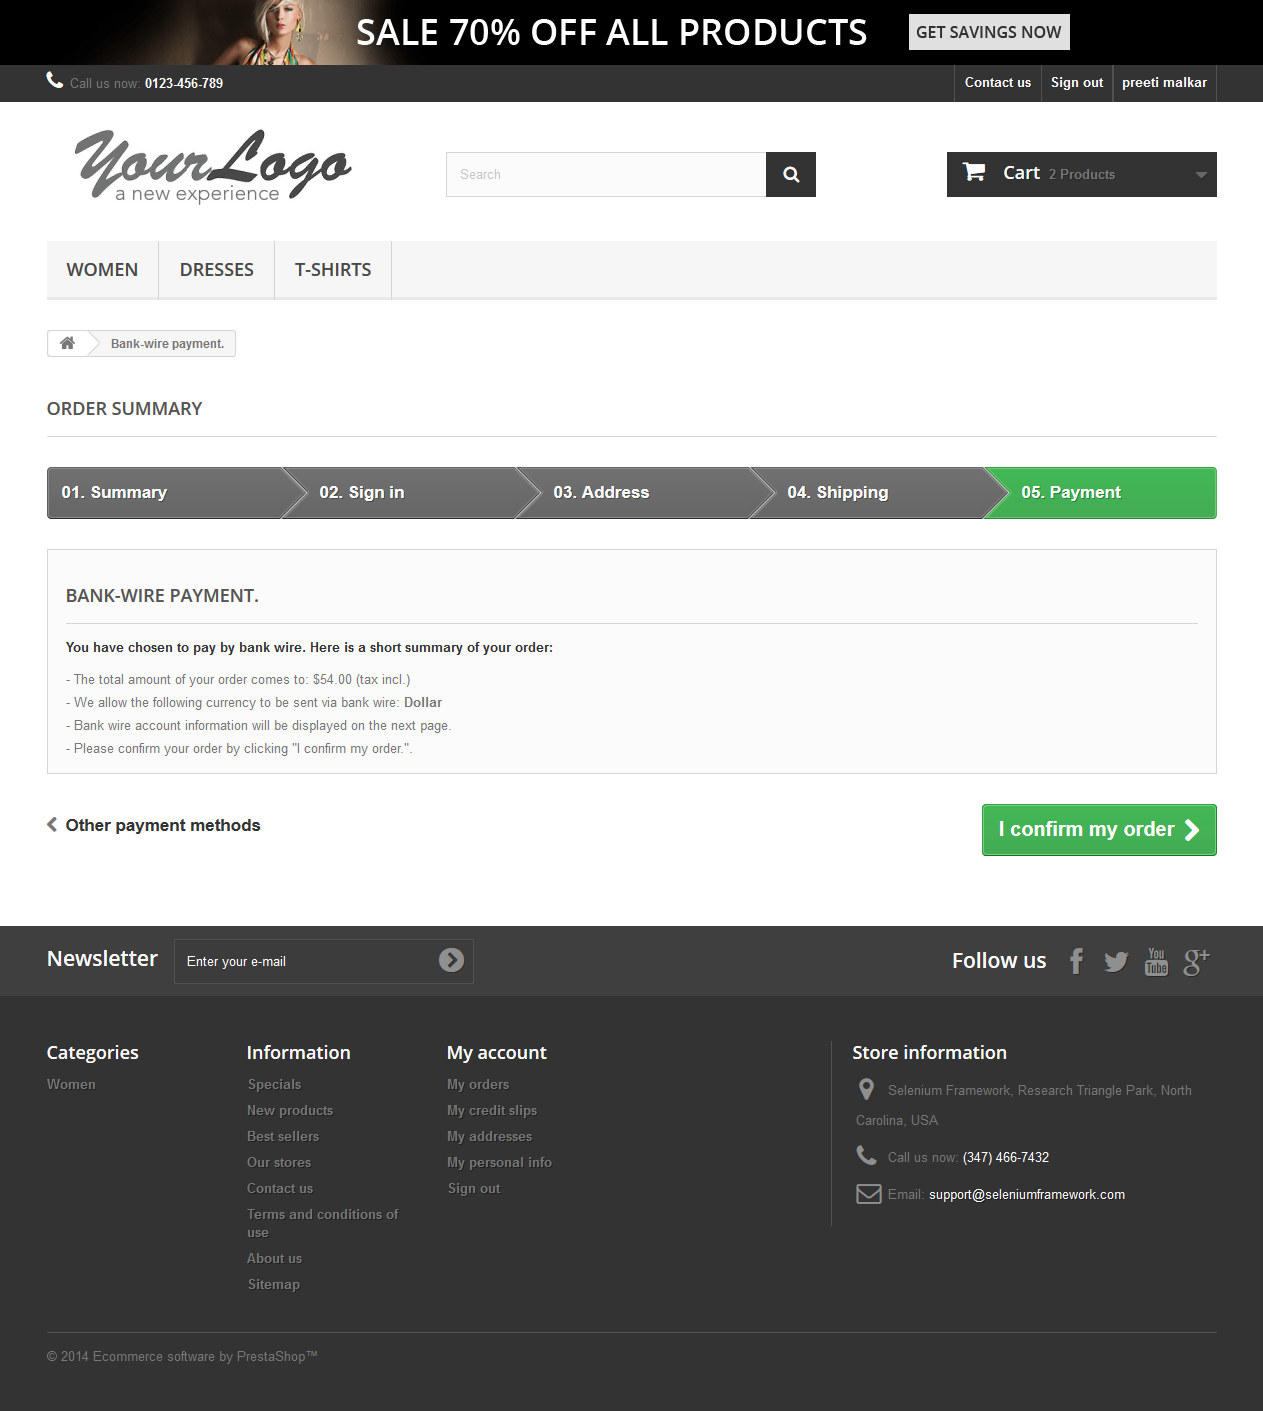 SALE 70% OFF ALL PRODUCTS GET SAVINGS NOW
Call us now: 0123-456-789 Contact us Sign out preeti malkar
YourLogo
a new experience
Search
Cart 2 Products
WOMEN DRESSES T-SHIRTS
Bank-wire payment.
ORDER SUMMARY
01. Summary 02. Sign in 03. Address 04. Shipping 05. Payment
BANK-WIRE PAYMENT.
You have chosen to pay by bank wire. Here is a short summary of your order:
- The total amount of your order comes to: $54.00 (tax incl.)
- We allow the following currency to be sent via bank wire: Dollar
- Bank wire account information will be displayed on the next page.
- Please confirm your order by clicking "I confirm my order.".
Other payment methods I confirm my order
Newsletter Enter your e-mail Follow us
You
Tube
g+
Categories
Women
Information
Specials
New products
Best sellers
Our stores
Contact us
Terms and conditions of
use
About us
Sitemap
My account
My orders
My credit slips
My addresses
My personal info
Sign out
Store information
Selenium Framework, Research Triangle Park, North
Carolina, USA
Call us now: (347) 466-7432
Email: support@seleniumframework.com
© 2014 Ecommerce software by PrestaShop™